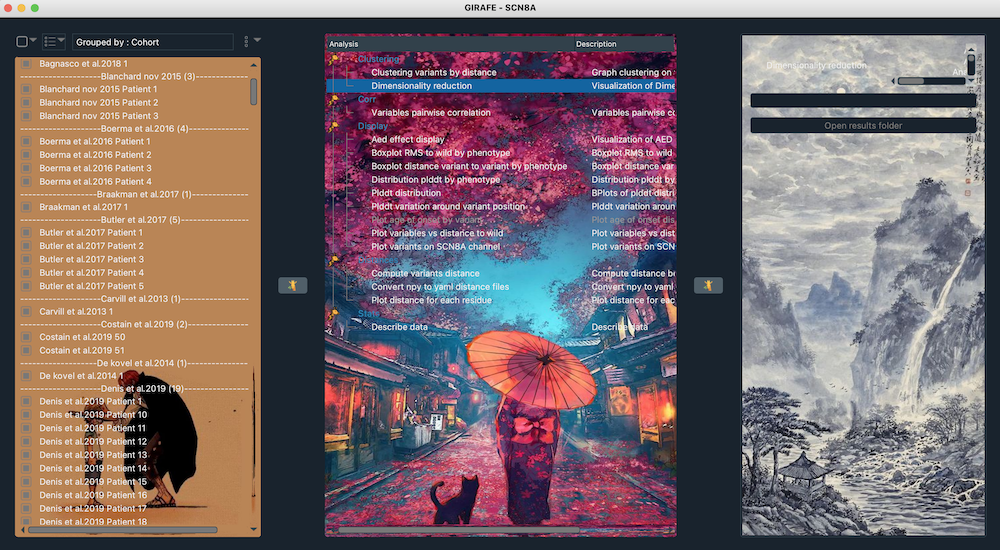 GIRAFE - SCN8A
Grouped by : Cohort
Bagnasco et al.2018 1
---------------------Blanchard nov 2015 (3)--------------
Blanchard nov 2015 Patient 1
Blanchard nov 2015 Patient 2
Blanchard nov 2015 Patient 3
---------------------Boerma et al.2016 (4)----------------
Boerma et al.2016 Patient 1
Boerma et al.2016 Patient 2
Boerma et al.2016 Patient 3
Boerma et al.2016 Patient 4
--------------------Braakman et al.2017 (1)---------------
Braakman et al.2017 1
---------------------Butler et al.2017 (5)------------------
Butler et al.2017 Patient 1
Butler et al.2017 Patient 2
Butler et al.2017 Patient 3
Butler et al.2017 Patient 4
Butler et al.2017 Patient 5
---------------------Carvill et al.2013 (1)------------------
Carvill et al.2013 1
---------------------Costain et al.2019 (2)----------------
Costain et al.2019 50
Costain et al.2019 51
--------------------De kovel et al.2014 (1)----------------
De kovel et al.2014 1
---------------------Denis et al.2019 (19)-----------------
Denis et al.2019 Patient 1
Denis et al.2019 Patient 10
Denis et al.2019 Patient 11
Denis et al.2019 Patient 12
Denis et al.2019 Patient 13
Denis et al.2019 Patient 14
Denis et al.2019 Patient 15
Denis et al.2019 Patient 16
Denis et al.2019 Patient 17
Denis et al.2019 Patient 18
Analysis Description
Clustering
Clustering variants by distance Graph clustering on
Dimensionality reduction Visualization of Dime
Corr
Variables pairwise correlation Variables pairwise co
Display
Aed effect display Visualization of AED
Boxplot RMS to wild by phenotype Boxplot RMS to wild
Boxplot distance variant to variant by phenotype Boxplot distance var
Distribution plddt by phenotype Distribution plddt by
Plddt distribution BPlots of plddt distrib
Plddt variation around variant position Plddt variation aroun
Plot age of onset by varians Plot age of onset dis
Plot variables vs distance to wild Plot variables vs dist
Plot variants on SCN8A channel Plot variants on SCN
Compute variants distance Compute distance be
Convert npy to yaml distance files Convert npy to yaml
Plot distance for each residue Plot distance for eac
Stats
Describe data Describe data
Dimensionality reduction
Ana
Open results folder